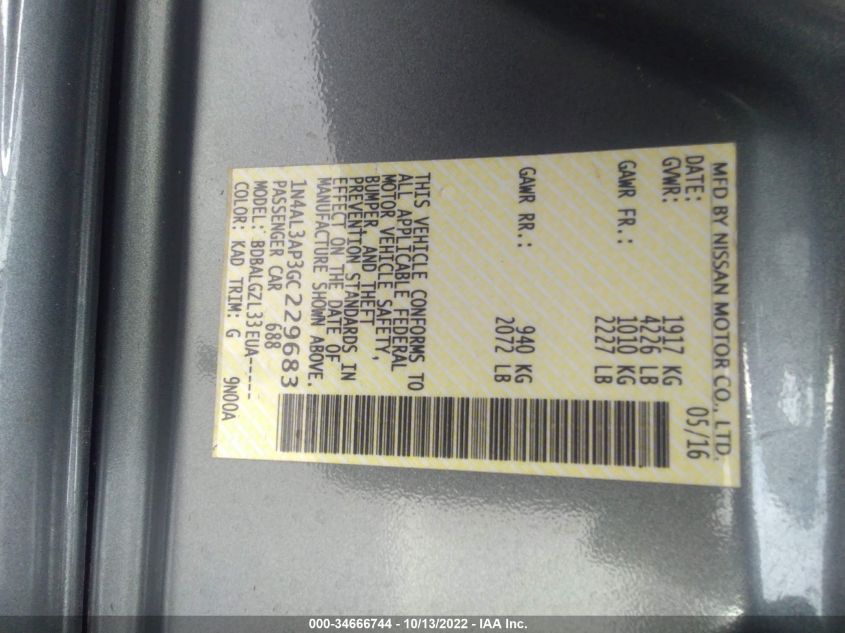 MFD BY NISSAN MOTOR CO., LTD.
DATE: 05/16
GVWR: 1917 KG
4226 LB
GAWR FR.: 1010 KG
2227 LB
GAWR RR.: 940 KG
2072 LB
THIS VEHICLE CONFORMS TO
ALL APPLICABLE FEDERAL
MOTOR VEHICLE SAFETY,
BUMPER, AND THEFT
PREVENTION STANDARDS IN
EFFECT ON THE DATE OF
MANUFACTURE SHOWN ABOVE.
1N4AL3AP3GC229683
PASSENGER CAR 688
MODEL: BDBALGZL33EUA-----
COLOR: KAD TRIM: G 9N00A
000-34666744 - 10/13/2022 - IAA Inc.